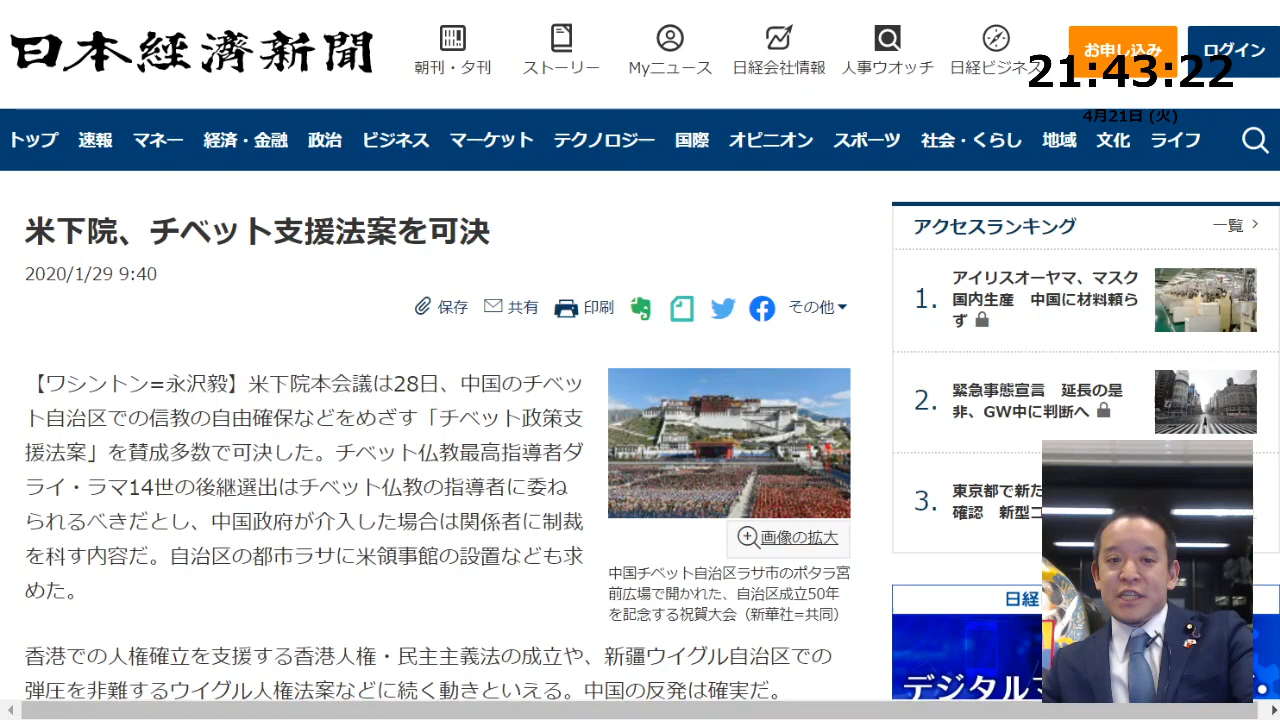 日本経済新聞
朝刊・夕刊
ストーリー
Myニュース
日経会社情報
人事ウオッチ
日経ビジネス
お申し込み
ログイン
21:43:22
4月21日 (火)
トップ 速報 マネー 経済・金融 政治 ビジネス マーケット テクノロジー 国際 オピニオン スポーツ 社会・くらし 地域 文化 ライフ
米下院、チベット支援法案を可決
2020/1/29 9:40
保存 共有 印刷 その他
【ワシントン=永沢毅】米下院本会議は28日、中国のチベッ
ト自治区での信教の自由確保などをめざす「チベット政策支
援法案」を賛成多数で可決した。チベット仏教最高指導者ダ
ライ・ラマ14世の後継選出はチベット仏教の指導者に委ね
られるべきだとし、中国政府が介入した場合は関係者に制裁
を科す内容だ。自治区の都市ラサに米領事館の設置なども求
めた。
画像の拡大
中国チベット自治区ラサ市のポタラ宮
前広場で開かれた、自治区成立50年
を記念する祝賀大会（新華社=共同）
香港での人権確立を支援する香港人権・民主主義法の成立や、新疆ウイグル自治区での
弾圧を非難するウイグル人権法案などに続く動きといえる。中国の反発は確実だ。
アクセスランキング
一覧
1.
アイリスオーヤマ、マスク
国内生産 中国に材料頼ら
ず
2.
緊急事態宣言 延長の是
非、GW中に判断へ
3.
東京都で新た
確認 新型コ
日経
デジタル